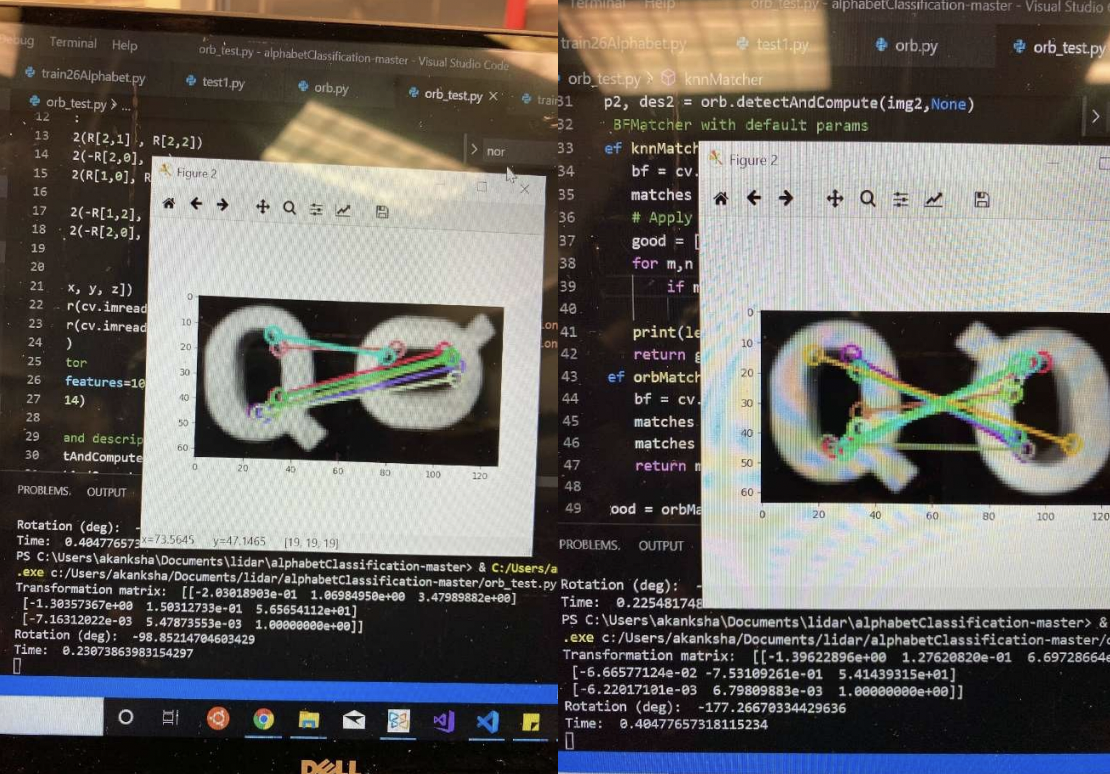 Debug Terminal Help
orb_test.py - alphabetClassification-master - Visual Studio Code
train26Alphabet.py
test1.py
orb.py
orb_test.py
trai
orb_test.py > ...
12 :
13 2(R[2,1] , R[2,2])
14 2(-R[2,0],
15 2(R[1,0], R
16
17 2(-R[1,2],
18 2(-R[2,0],
19
20
21 x, y, z])
22 r(cv.imread
23 r(cv.imread
24 )
25 tor
26 features=10
27 14)
28
29 and descrip
30 tAndCompute
> nor
Figure 2
0
10
20
30
40
50
60
0 20 40 60 80 100 120
x=73.5645 y=47.1465 [19, 19, 19]
PROBLEMS. OUTPUT
Rotation (deg): -
Time: 0.404776573
PS C:\Users\akanksha\Documents\lidar\alphabetClassification-master> & C:/Users/a
.exe c:/Users/akanksha/Documents/lidar/alphabetClassification-master/orb_test.py
Transformation matrix: [[-2.03018903e-01 1.06984950e+00 3.47989882e+00]
[-1.30357367e+00 1.50312733e-01 5.65654112e+01]
[-7.16312022e-03 5.47873553e-03 1.00000000e+00]]
Rotation (deg): -98.85214704603429
Time: 0.23073863983154297
DELL
Terminal Help
orb_test.py - alphabetClassification-master - Visual Studio
train26Alphabet.py
test1.py
orb.py
orb_test.py
orb_test.py > knnMatcher
31 p2, des2 = orb.detectAndCompute(img2,None)
32 BFMatcher with default params
33 ef knnMatch
34 bf = cv.
35 matches
36 # Apply
37 good = [
38 for m,n
39 if m
40
41 print(le
42 return g
43 ef orbMatch
44 bf = cv.
45 matches
46 matches
47 return m
48
49 ood = orbMa
Figure 2
0
10
20
30
40
50
60
0 20 40 60 80 100 120
PROBLEMS. OUTPUT
Rotation (deg): -
Time: 0.225481748
PS C:\Users\akanksha\Documents\lidar\alphabetClassification-master> &
.exe c:/Users/akanksha/Documents/lidar/alphabetClassification-master/o
Transformation matrix: [[-1.39622896e+00 1.27620820e-01 6.69728664e
[-6.66577124e-02 -7.53109261e-01 5.41439315e+01]
[-6.22017101e-03 6.79809883e-03 1.00000000e+00]]
Rotation (deg): -177.26670334429636
Time: 0.40477657318115234